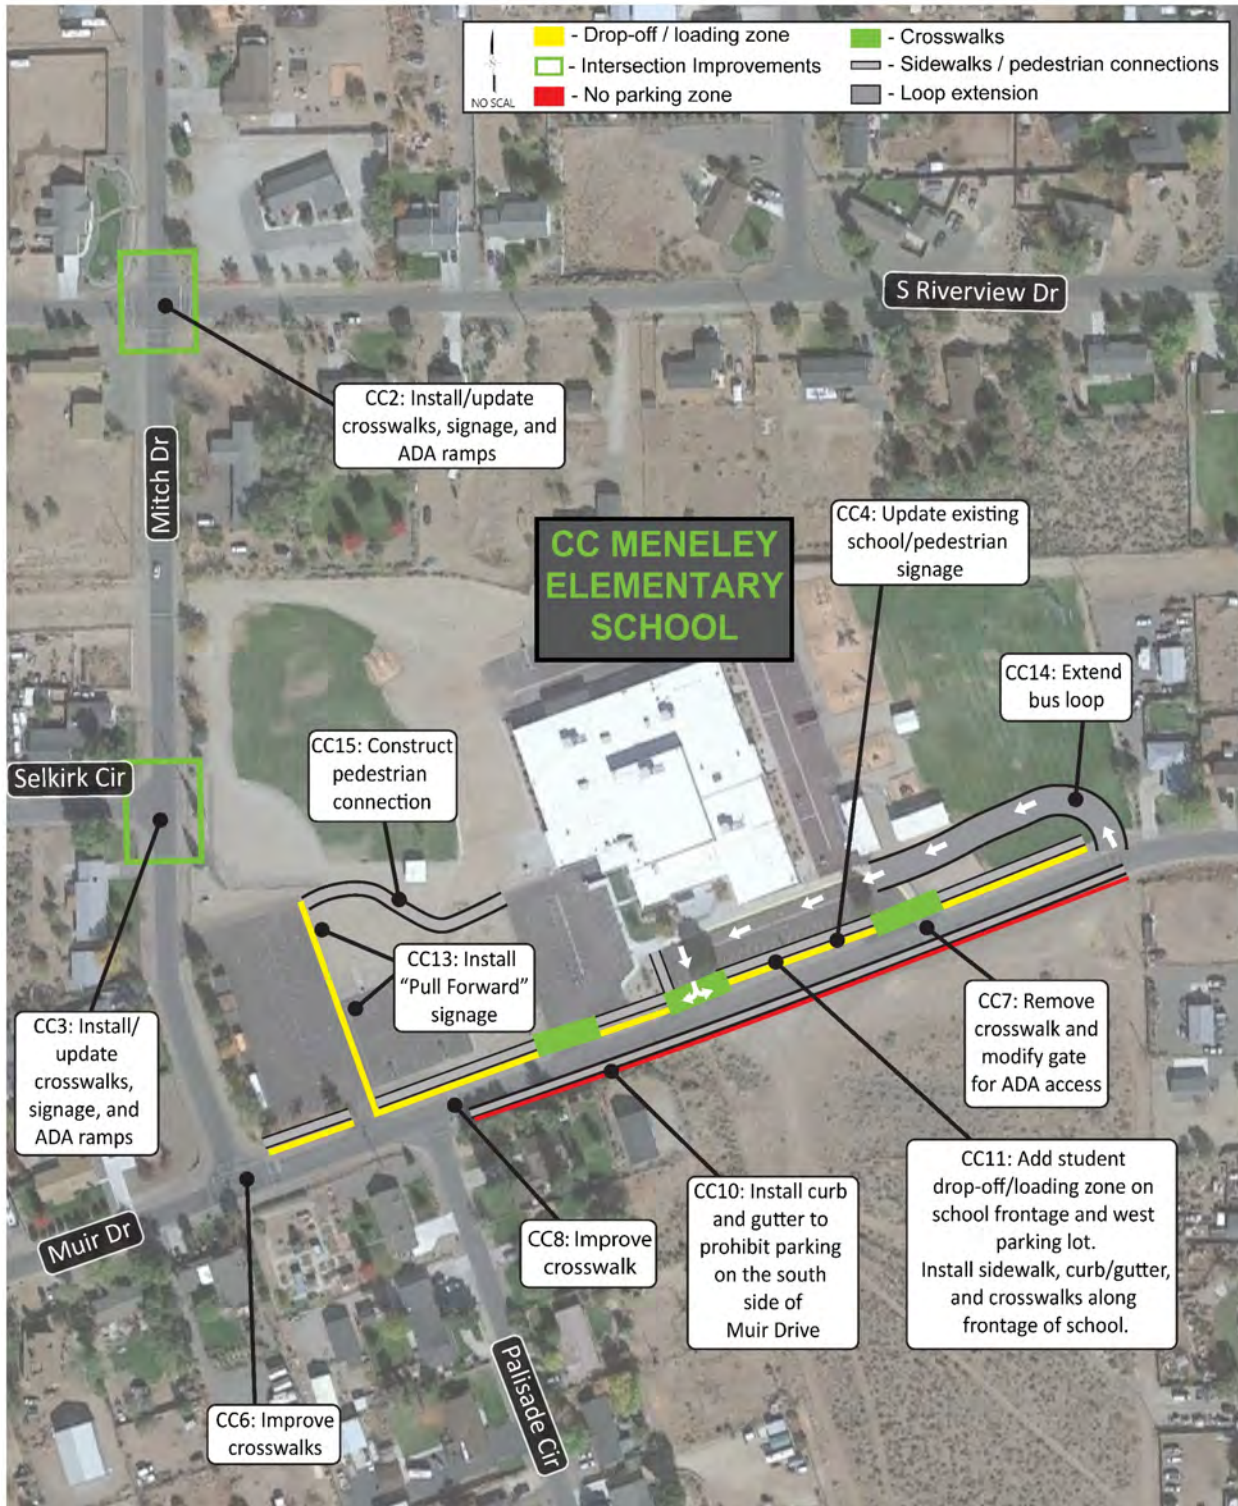 - Drop-off / loading zone
- Intersection Improvements
- No parking zone
- Crosswalks
- Sidewalks / pedestrian connections
- Loop extension
NO SCAL
S Riverview Dr
CC2: Install/update
crosswalks, signage, and
ADA ramps
Mitch Dr
CC MENELEY
ELEMENTARY
SCHOOL
CC4: Update existing
school/pedestrian
signage
CC14: Extend
bus loop
CC15: Construct
pedestrian
connection
Selkirk Cir
CC13: Install
“Pull Forward”
signage
CC3: Install/
update
crosswalks,
signage, and
ADA ramps
CC7: Remove
crosswalk and
modify gate
for ADA access
CC11: Add student
drop-off/loading zone on
school frontage and west
parking lot.
Install sidewalk, curb/gutter,
and crosswalks along
frontage of school.
CC10: Install curb
and gutter to
prohibit parking
on the south
side of
Muir Drive
CC8: Improve
crosswalk
Muir Dr
Palisade Cir
CC6: Improve
crosswalks